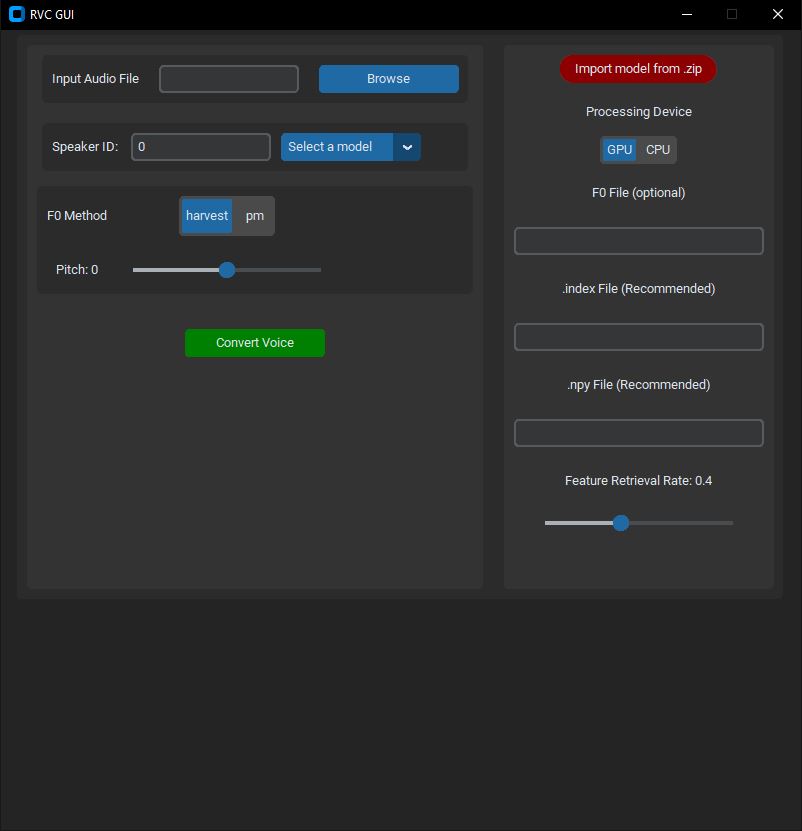 RVC GUI
Input Audio File
Browse
Speaker ID: 0 Select a model
F0 Method harvest pm
Pitch: 0
Convert Voice
Import model from .zip
Processing Device
GPU CPU
F0 File (optional)
.index File (Recommended)
.npy File (Recommended)
Feature Retrieval Rate: 0.4